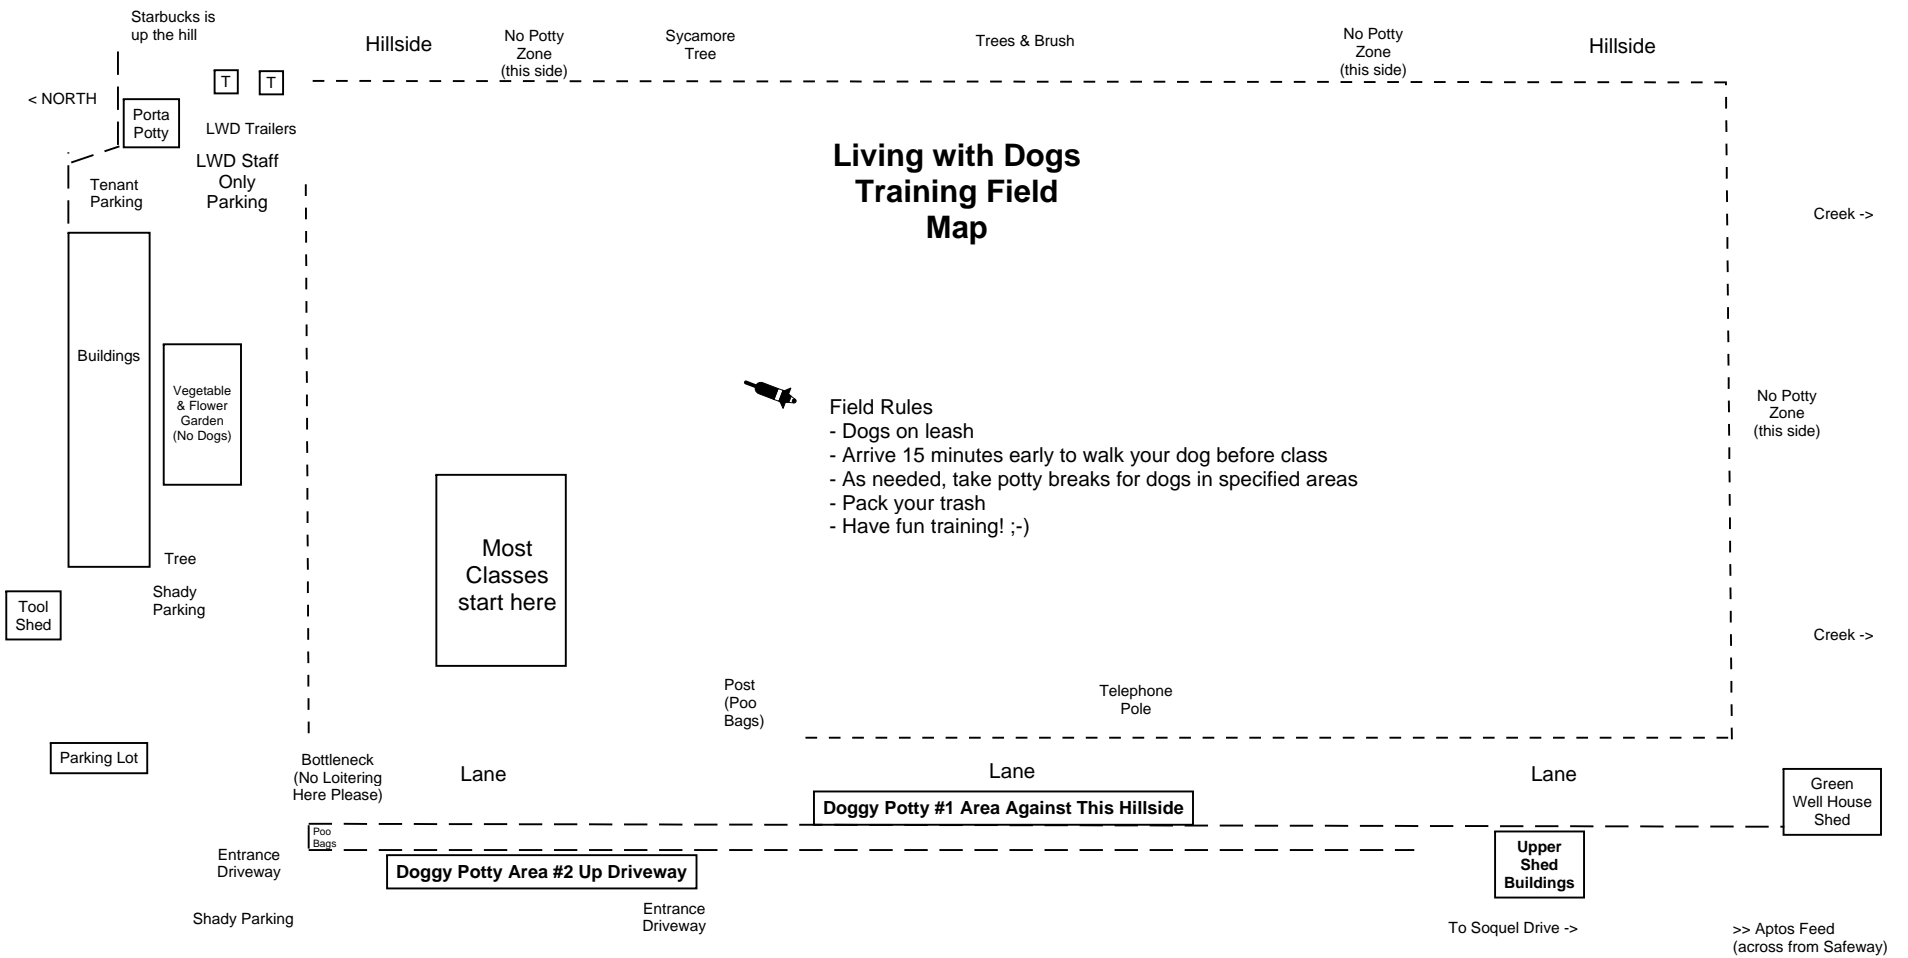 Starbucks is
up the hill
Hillside
No Potty
Zone
(this side)
Sycamore
Tree
Trees & Brush
No Potty
Zone
(this side)
Hillside
T
T
< NORTH
Porta
Potty
LWD Trailers
LWD Staff
Only
Parking
Tenant
Parking
Living with Dogs
Training Field
Map
Creek ->
Buildings
Vegetable
& Flower
Garden
(No Dogs)
Field Rules
- Dogs on leash
- Arrive 15 minutes early to walk your dog before class
- As needed, take potty breaks for dogs in specified areas
- Pack your trash
- Have fun training! ;-)
No Potty
Zone
(this side)
Most
Classes
start here
Tree
Shady
Parking
Tool
Shed
Creek ->
Post
(Poo
Bags)
Telephone
Pole
Parking Lot
Bottleneck
(No Loitering
Here Please)
Lane
Lane
Lane
Green
Well House
Shed
Doggy Potty #1 Area Against This Hillside
Poo
Bags
Entrance
Driveway
Doggy Potty Area #2 Up Driveway
Upper
Shed
Buildings
Shady Parking
Entrance
Driveway
To Soquel Drive ->
>> Aptos Feed
(across from Safeway)